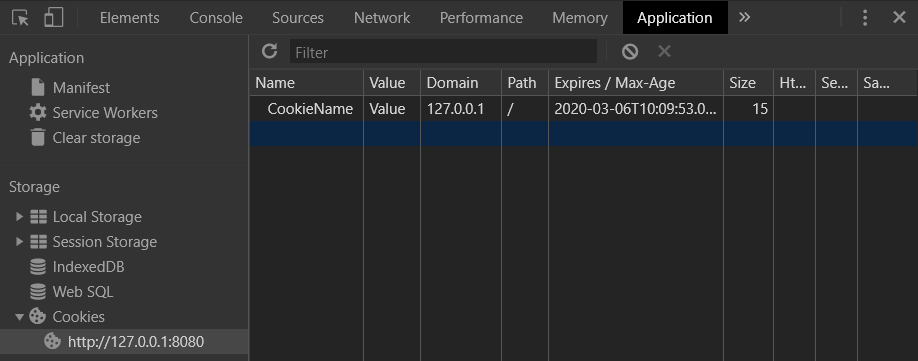 Elements Console Sources Network Performance Memory Application »
Application
Manifest
Service Workers
Clear storage
Storage
Local Storage
Session Storage
IndexedDB
Web SQL
Cookies
http://127.0.0.1:8080
Filter
Name Value Domain Path Expires / Max-Age Size Ht... Se... Sa...
CookieName Value 127.0.0.1 / 2020-03-06T10:09:53.0... 15